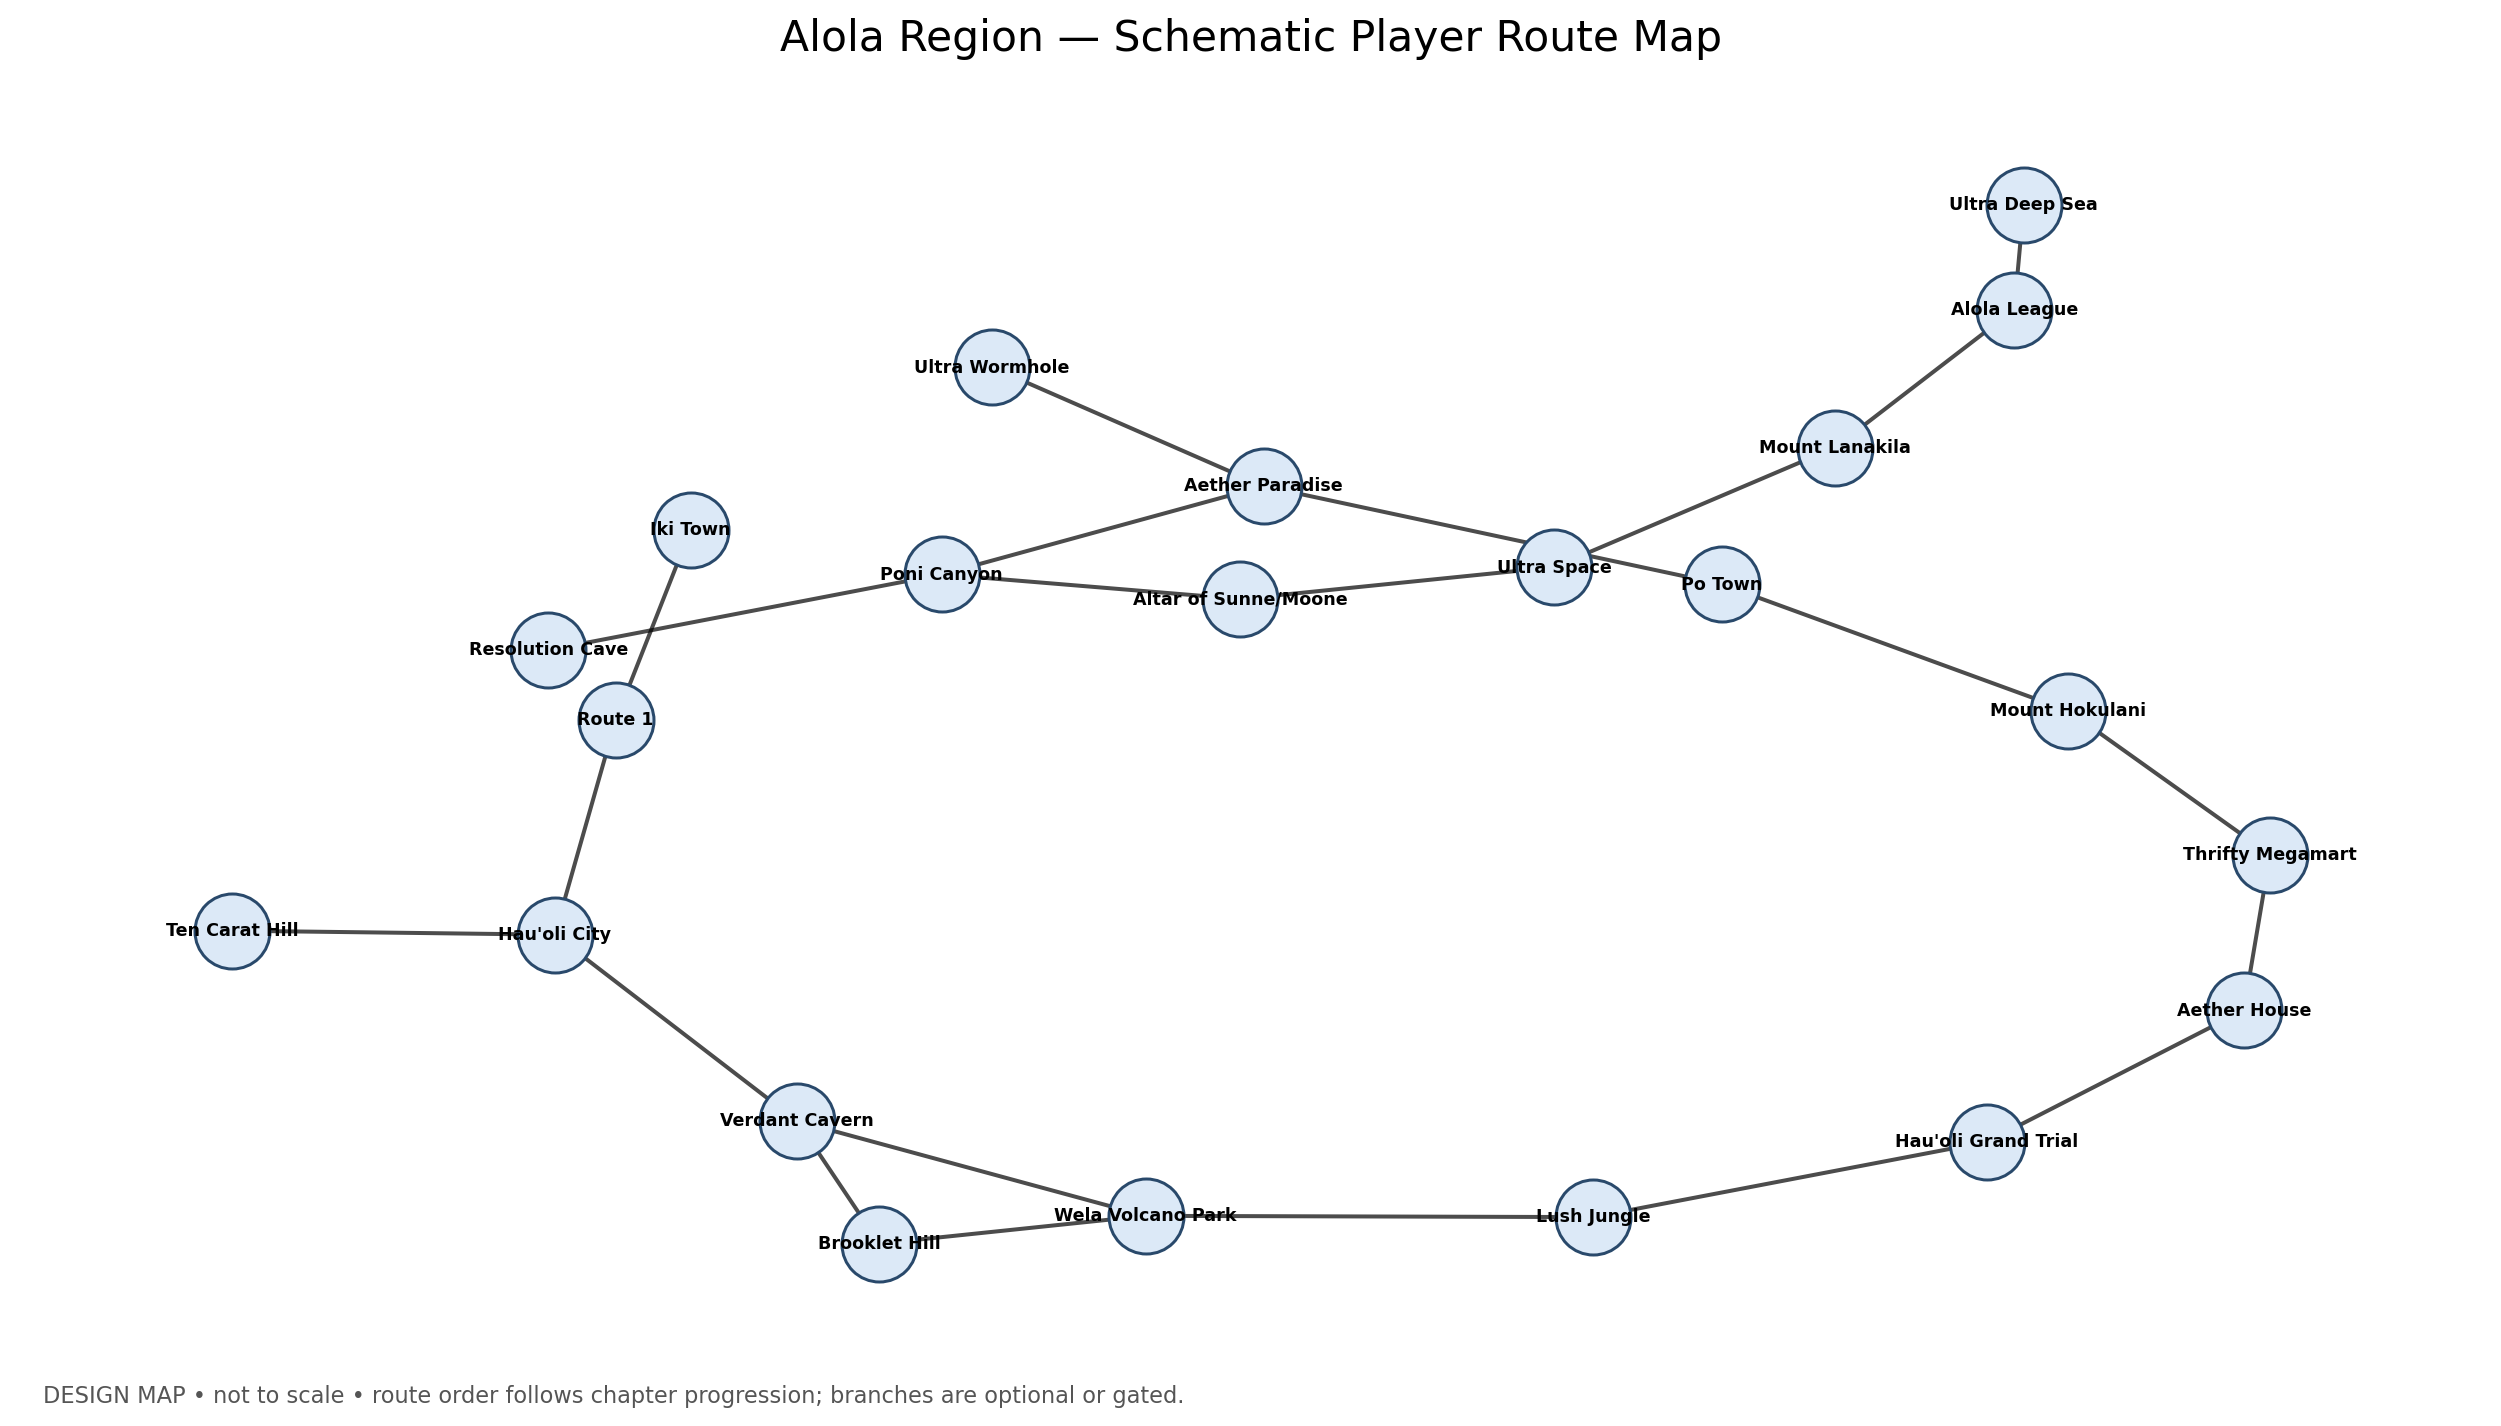 Alola Region — Schematic Player Route Map
Ultra Deep Sea
Alola League
Ultra Wormhole
Mount Lanakila
Aether Paradise
Iki Town
Ultra Space
Poni Canyon
Po Town
Altar of Sunne/Moone
Resolution Cave
Mount Hokulani
Route 1
Thrifty Megamart
Ten Carat Hill
Hau'oli City
Aether House
Verdant Cavern
Hau'oli Grand Trial
Wela Volcano Park
Lush Jungle
Brooklet Hill
DESIGN MAP • not to scale • route order follows chapter progression; branches are optional or gated.